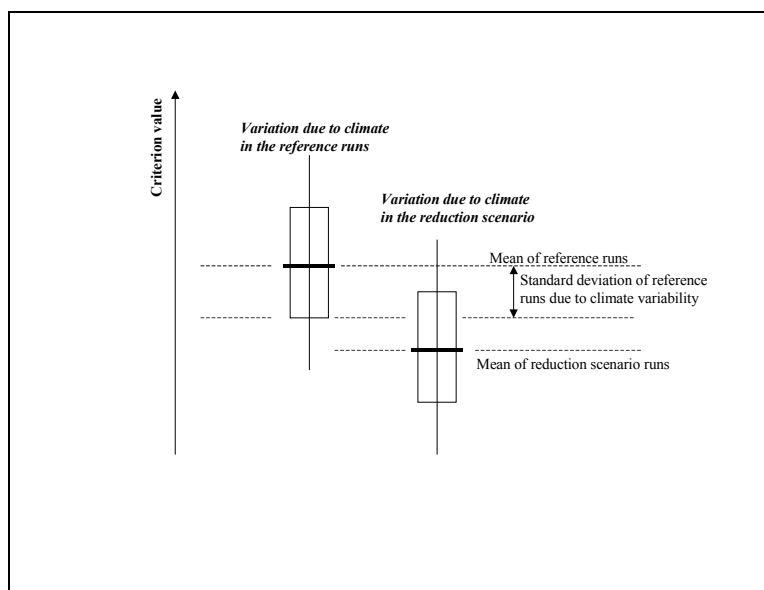 Criterion value
Variation due to climate
in the reference runs
Variation due to climate
in the reduction scenario
Mean of reference runs
Standard deviation of reference
runs due to climate variability
Mean of reduction scenario runs